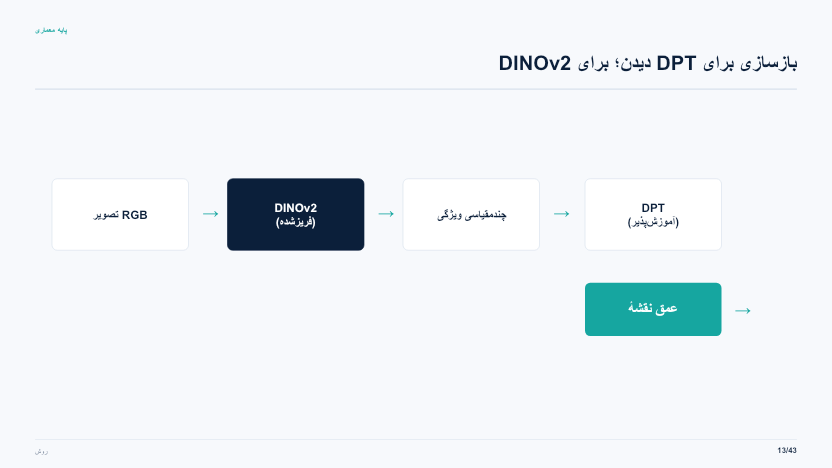 پایه معماری
بازسازی برای DPT دیدن؛ برای DINOv2
RGB تصویر
→
DINOv2
(فریزشده)
→
چندمقیاسی ویژگی
→
DPT
(آموزش‌پذیر)
عمق نقشهٔ
→
روش
13/43